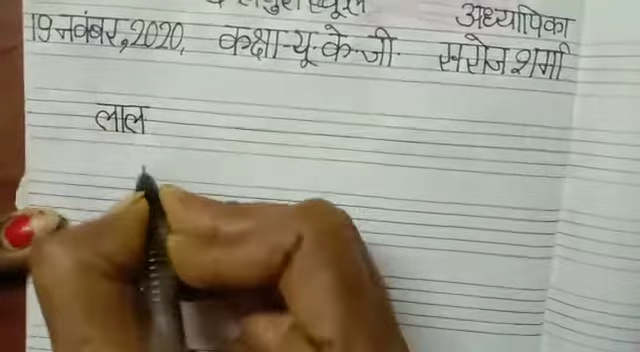 स्कूल अध्यापिका
19 नवंबर, 2020, कक्षा-यू.के.जी. सरोज शर्मा
लाल